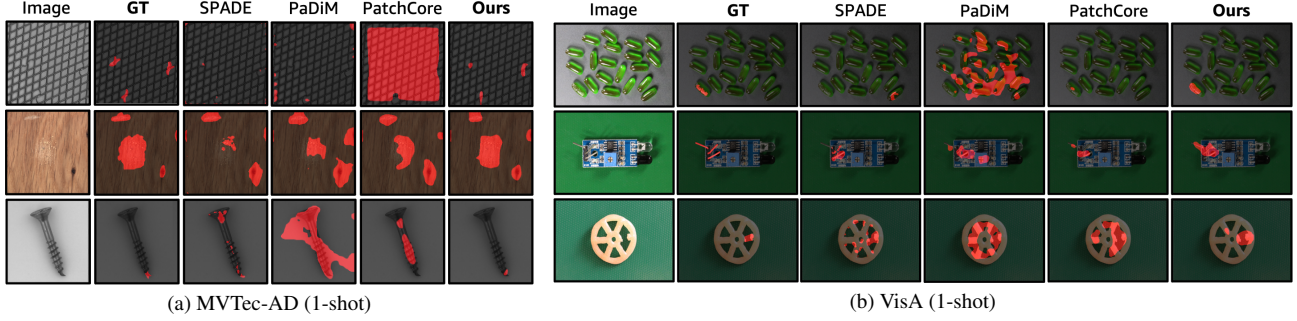 Image GT SPADE PaDiM PatchCore Ours
Image GT SPADE PaDiM PatchCore Ours
(a) MVTec-AD (1-shot)
(b) VisA (1-shot)